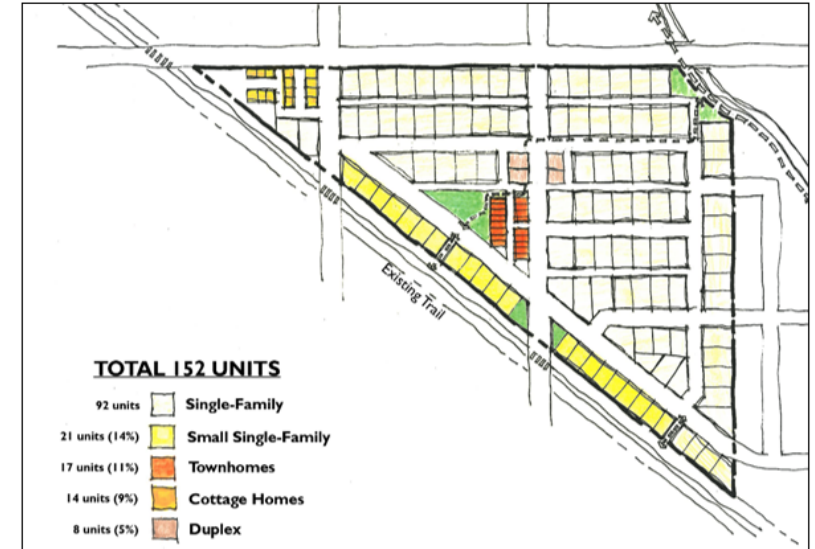 Existing Trail
TOTAL 152 UNITS
92 units Single-Family
21 units (14%) Small Single-Family
17 units (11%) Townhomes
14 units (9%) Cottage Homes
8 units (5%) Duplex